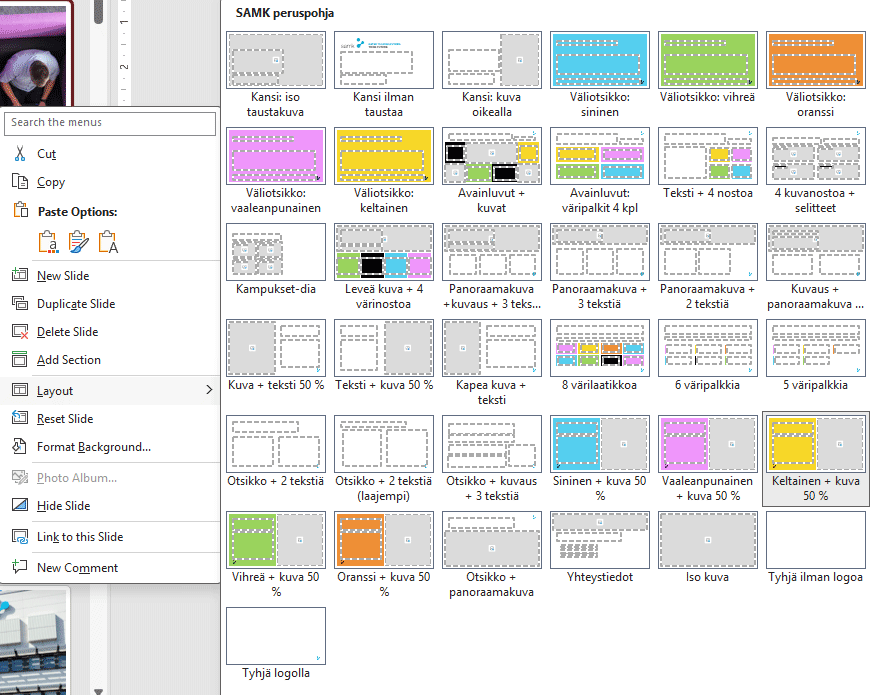 SAMK peruspohja
1
2
Search the menus
Cut
Copy
Paste Options:
New Slide
Duplicate Slide
Delete Slide
Add Section
Layout
Reset Slide
Format Background...
Photo Album...
Hide Slide
Link to this Slide
New Comment
Kansi: iso
taustakuva
Kansi ilman
taustaa
Kansi: kuva
oikealla
Väliotsikko:
sininen
Väliotsikko: vihreä
Väliotsikko:
oranssi
Väliotsikko:
vaaleanpunainen
Väliotsikko:
keltainen
Avainluvut +
kuvat
Avainluvut:
väripalkit 4 kpl
Teksti + 4 nostoa
4 kuvanostoa +
selitteet
Kampukset-dia
Leveä kuva + 4
värinostoa
Panoraamakuva
+kuvaus + 3 teks...
Panoraamakuva +
3 tekstiä
Panoraamakuva +
2 tekstiä
Kuvaus +
panoraamakuva ...
Kuva + teksti 50 %
Teksti + kuva 50 %
Kapea kuva +
teksti
8 värilaatikkoa
6 väripalkkia
5 väripalkkia
Otsikko + 2 tekstiä
Otsikko + 2 tekstiä
(laajempi)
Otsikko + kuvaus
+ 3 tekstiä
Sininen + kuva 50
%
Vaaleanpunainen
+ kuva 50 %
Keltainen + kuva
50 %
Vihreä + kuva 50
%
Oranssi + kuva 50
%
Otsikko +
panoraamakuva
Yhteystiedot
Iso kuva
Tyhjä ilman logoa
Tyhjä logolla